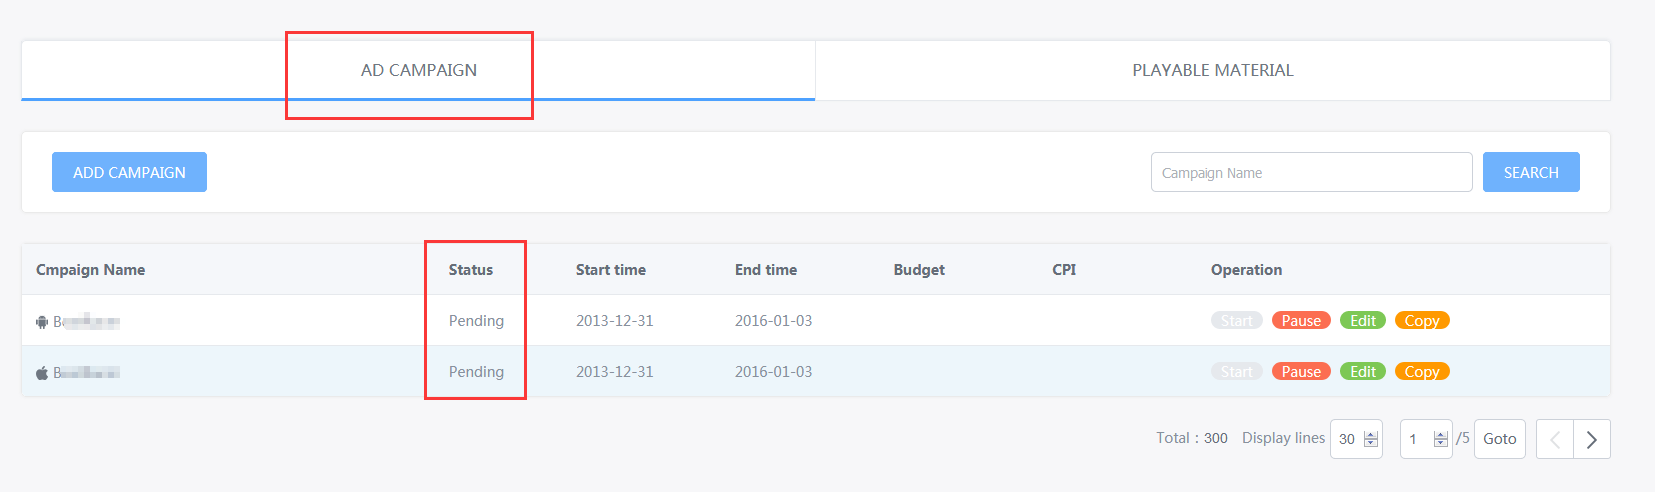 AD CAMPAIGN PLAYABLE MATERIAL
ADD CAMPAIGN Campaign Name SEARCH
Cmpaign Name Status Start time End time Budget CPI Operation
Pending 2013-12-31 2016-01-03 Start Pause Edit Copy
Pending 2013-12-31 2016-01-03 Start Pause Edit Copy
Total : 300 Display lines 30 1 /5 Goto